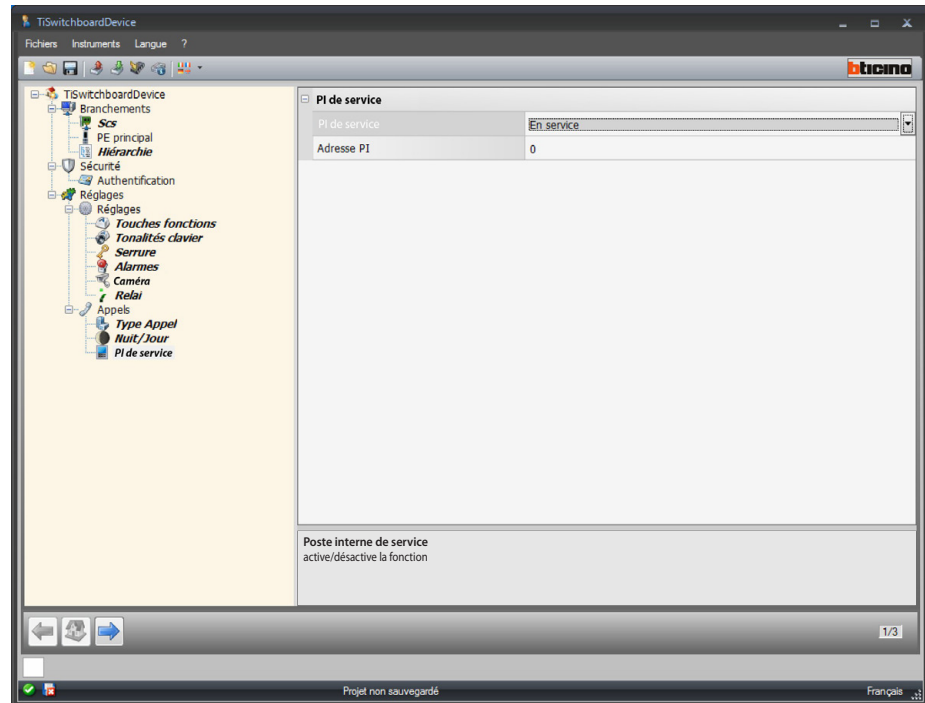 TiSwitchboardDevice
Fichiers Instruments Langue ?
bticino
TiSwitchboardDevice
Branchements
Scs
PE principal
Hiérarchie
Sécurité
Authentification
Réglages
Réglages
Touches fonctions
Tonalités clavier
Serrure
Alarmes
Caméra
Relai
Appels
Type Appel
Nuit/Jour
PI de service
PI de service
PI de service En service
Adresse PI 0
Poste interne de service
active/désactive la fonction
1/3
Projet non sauvegardé Français